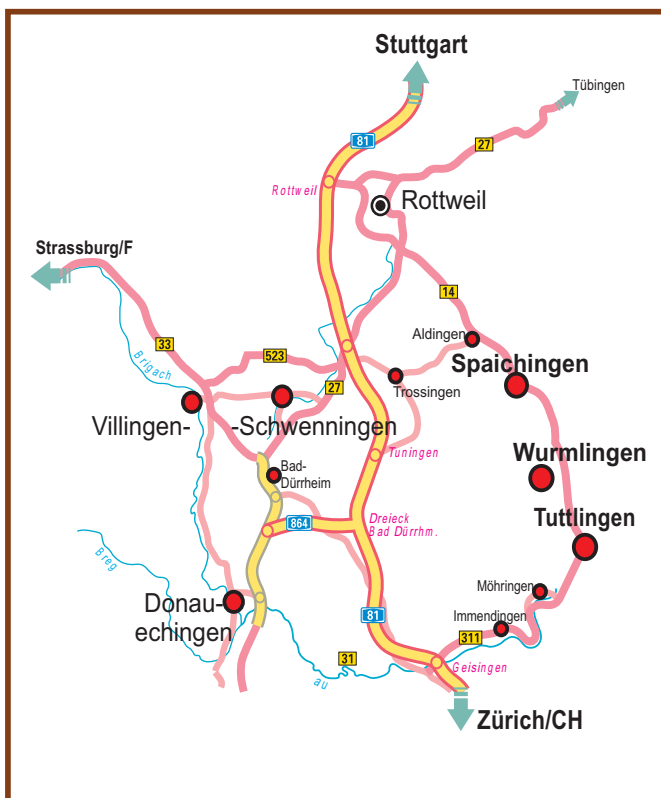 Stuttgart
Tübingen
81
27
Rottweil
Rottweil
Strassburg/F
14
33
Aldingen
523
Brigach
Spaichingen
27
Trossingen
Villingen-
-Schwenningen
Tuningen
Wurmlingen
Bad-
Dürrheim
Dreieck
Bad Dürrhm.
864
Tuttlingen
Breg
Möhringen
Donau-
echingen
81
Immendingen
311
31
Geisingen
au
Zürich/CH